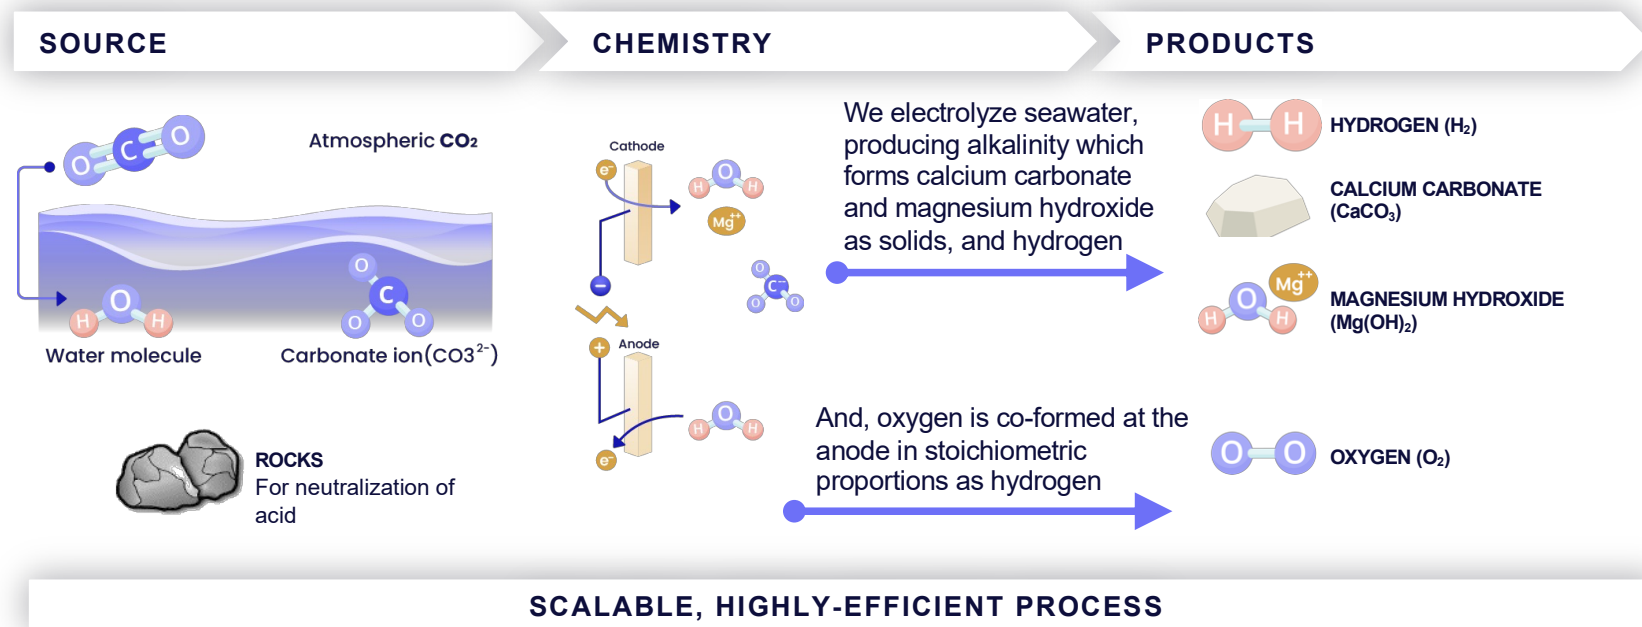 SOURCE
CHEMISTRY
PRODUCTS
O
C
O
Atmospheric CO₂
O
H
H
Water molecule
O
C
O
O
Carbonate ion(CO3²⁻)
ROCKS
For neutralization of
acid
Cathode
e⁻
O
H
H
Mg⁺⁺
−
O
C⁻⁻
O
O
+
Anode
O
H
H
e⁻
We electrolyze seawater,
producing alkalinity which
forms calcium carbonate
and magnesium hydroxide
as solids, and hydrogen
And, oxygen is co-formed at the
anode in stoichiometric
proportions as hydrogen
H
H
HYDROGEN (H₂)
CALCIUM CARBONATE
(CaCO₃)
Mg⁺⁺
O
H
H
MAGNESIUM HYDROXIDE
(Mg(OH)₂)
O
O
OXYGEN (O₂)
SCALABLE, HIGHLY-EFFICIENT PROCESS